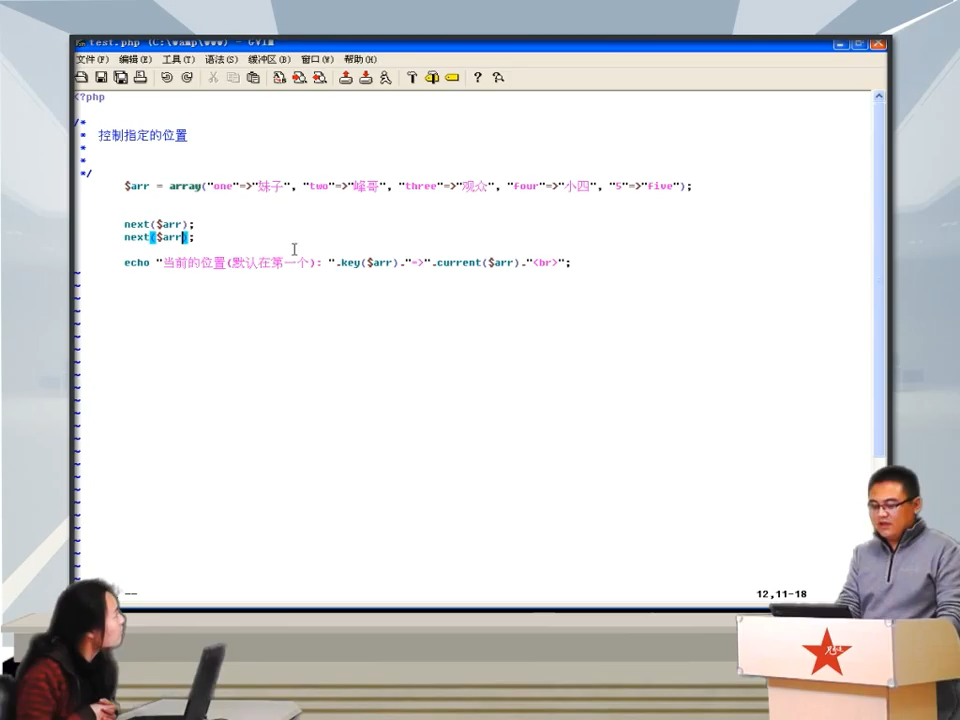 test.php (C:\wamp\www) - GVIM
文件(F) 编辑(E) 工具(T) 语法(S) 缓冲区(B) 窗口(W) 帮助(H)
<?php
/*
* 控制指定的位置
*
*
*/
$arr = array("one"=>"妹子", "two"=>"峰哥", "three"=>"观众", "four"=>"小四", "5"=>"five");
next($arr);
next($arr);
echo "当前的位置(默认在第一个): ".key($arr)."=>".current($arr)."<br>";
--
12,11-18